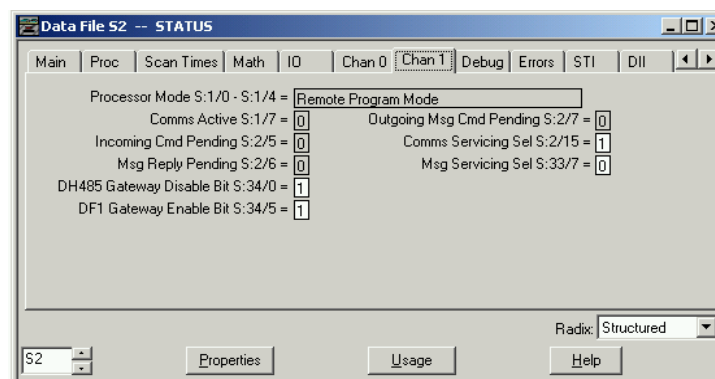 Data File S2 -- STATUS
Main Proc Scan Times Math IO Chan 0 Chan 1 Debug Errors STI DII
Processor Mode S:1/0 - S:1/4 = Remote Program Mode
Comms Active S:1/7 = 0 Outgoing Msg Cmd Pending S:2/7 = 0
Incoming Cmd Pending S:2/5 = 0 Comms Servicing Sel S:2/15 = 1
Msg Reply Pending S:2/6 = 0 Msg Servicing Sel S:33/7 = 0
DH485 Gateway Disable Bit S:34/0 = 1
DF1 Gateway Enable Bit S:34/5 = 1
Radix: Structured
S2 Properties Usage Help